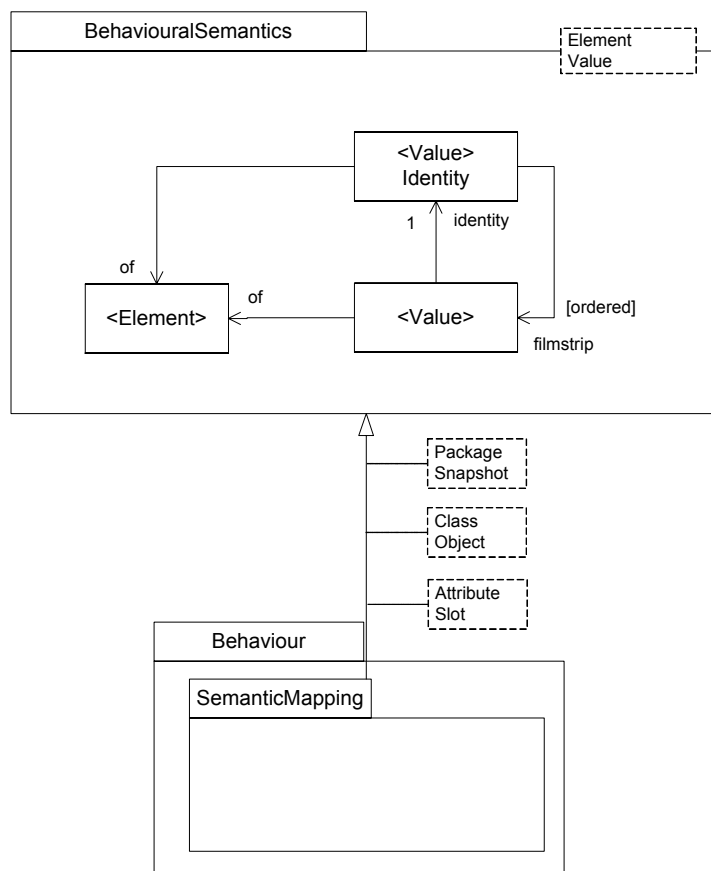 BehaviouralSemantics
Element
Value
<Value>
Identity
1
identity
of
of
<Element>
<Value>
[ordered]
filmstrip
Package
Snapshot
Class
Object
Attribute
Slot
Behaviour
SemanticMapping